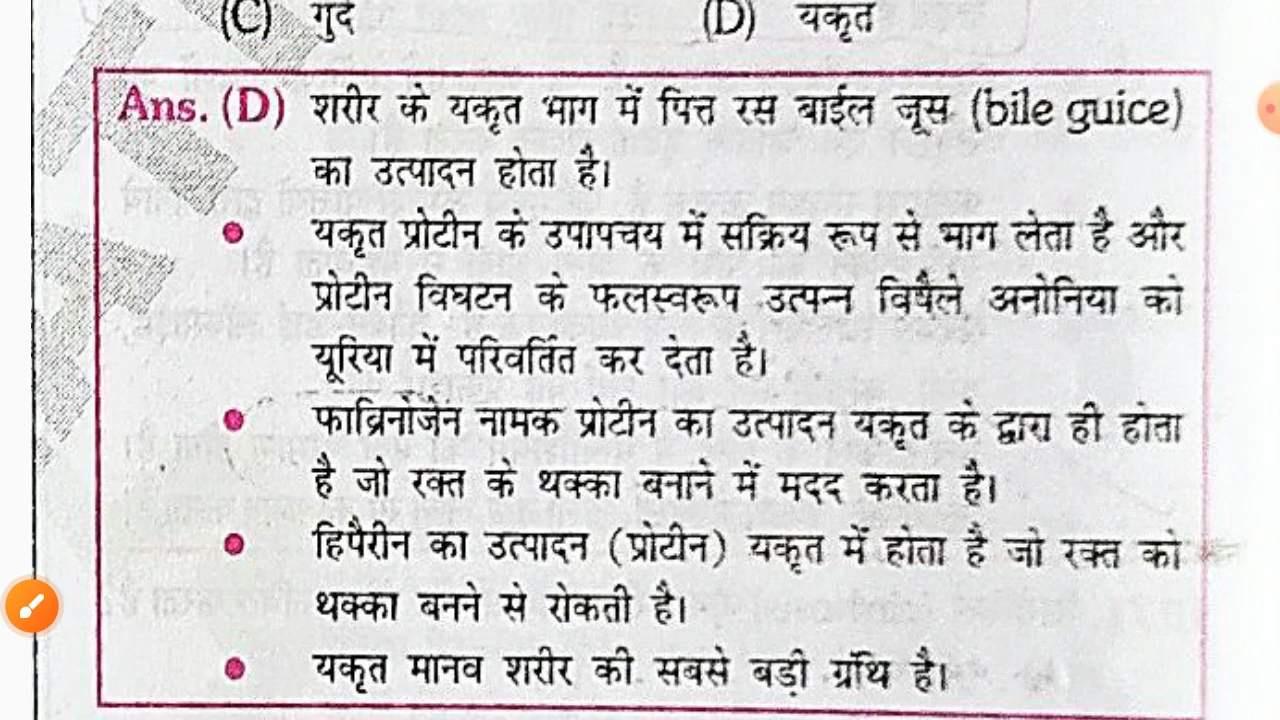 (C) गुर्दे (D) यकृत
Ans. (D) शरीर के यकृत भाग में पित्त रस बाईल जूस (bile guice)
का उत्पादन होता है।
यकृत प्रोटीन के उपापचय में सक्रिय रूप से भाग लेता है और
प्रोटीन विघटन के फलस्वरूप उत्पन्न विषैले अनोनिया को
यूरिया में परिवर्तित कर देता है।
फाब्रिनोजेन नामक प्रोटीन का उत्पादन यकृत के द्वारा ही होता
है जो रक्त के थक्का बनाने में मदद करता है।
हिपैरीन का उत्पादन (प्रोटीन) यकृत में होता है जो रक्त को
थक्का बनने से रोकती है।
यकृत मानव शरीर की सबसे बड़ी ग्रंथि है।